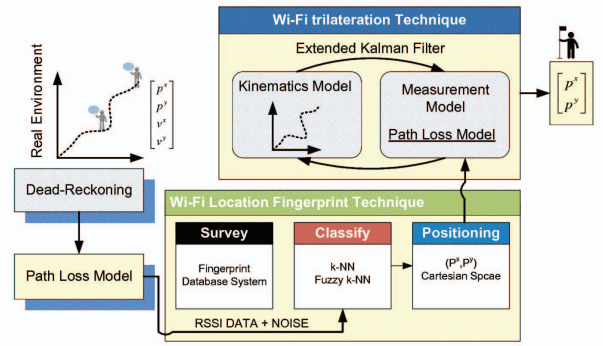 Wi-Fi trilateration Technique
Extended Kalman Filter
Kinematics Model
Measurement
Model
Path Loss Model
p^x
p^y
Real Environment
p^x
p^y
v^x
v^y
Dead-Reckoning
Path Loss Model
Wi-Fi Location Fingerprint Technique
Survey
Fingerprint
Database System
Classify
k-NN
Fuzzy k-NN
Positioning
(P^x,P^y)
Cartesian Spcae
RSSI DATA + NOISE